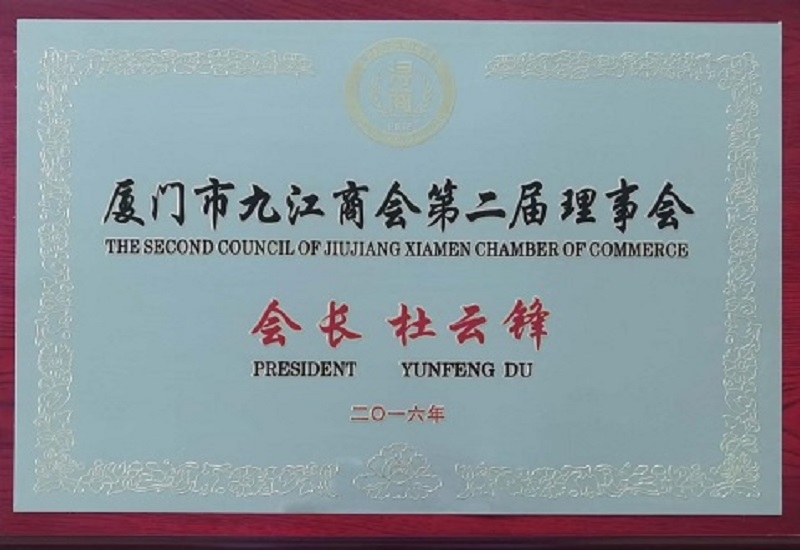 厦门市九江商会第二届理事会
THE SECOND COUNCIL OF JIUJIANG XIAMEN CHAMBER OF COMMERCE
会长 杜云锋
PRESIDENT YUNFENG DU
二〇一六年